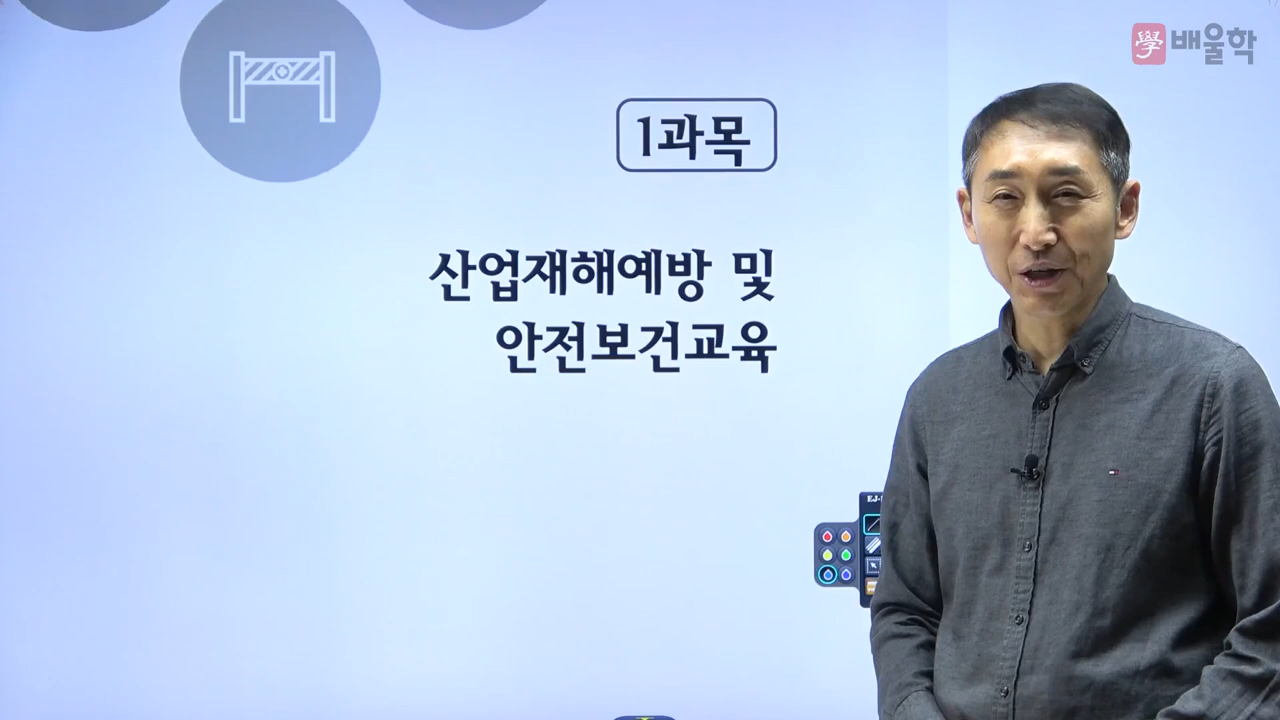 學 배울학
1과목
산업재해예방 및
안전보건교육